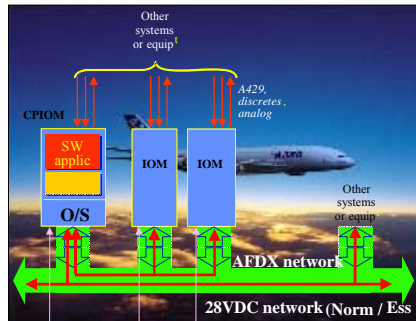 Other
systems
or equip t
A429,
discretes,
analog
CPIOM
SW
applic
IOM
IOM
O/S
Other
systems
or equip
AFDX network
28VDC network (Norm / Ess